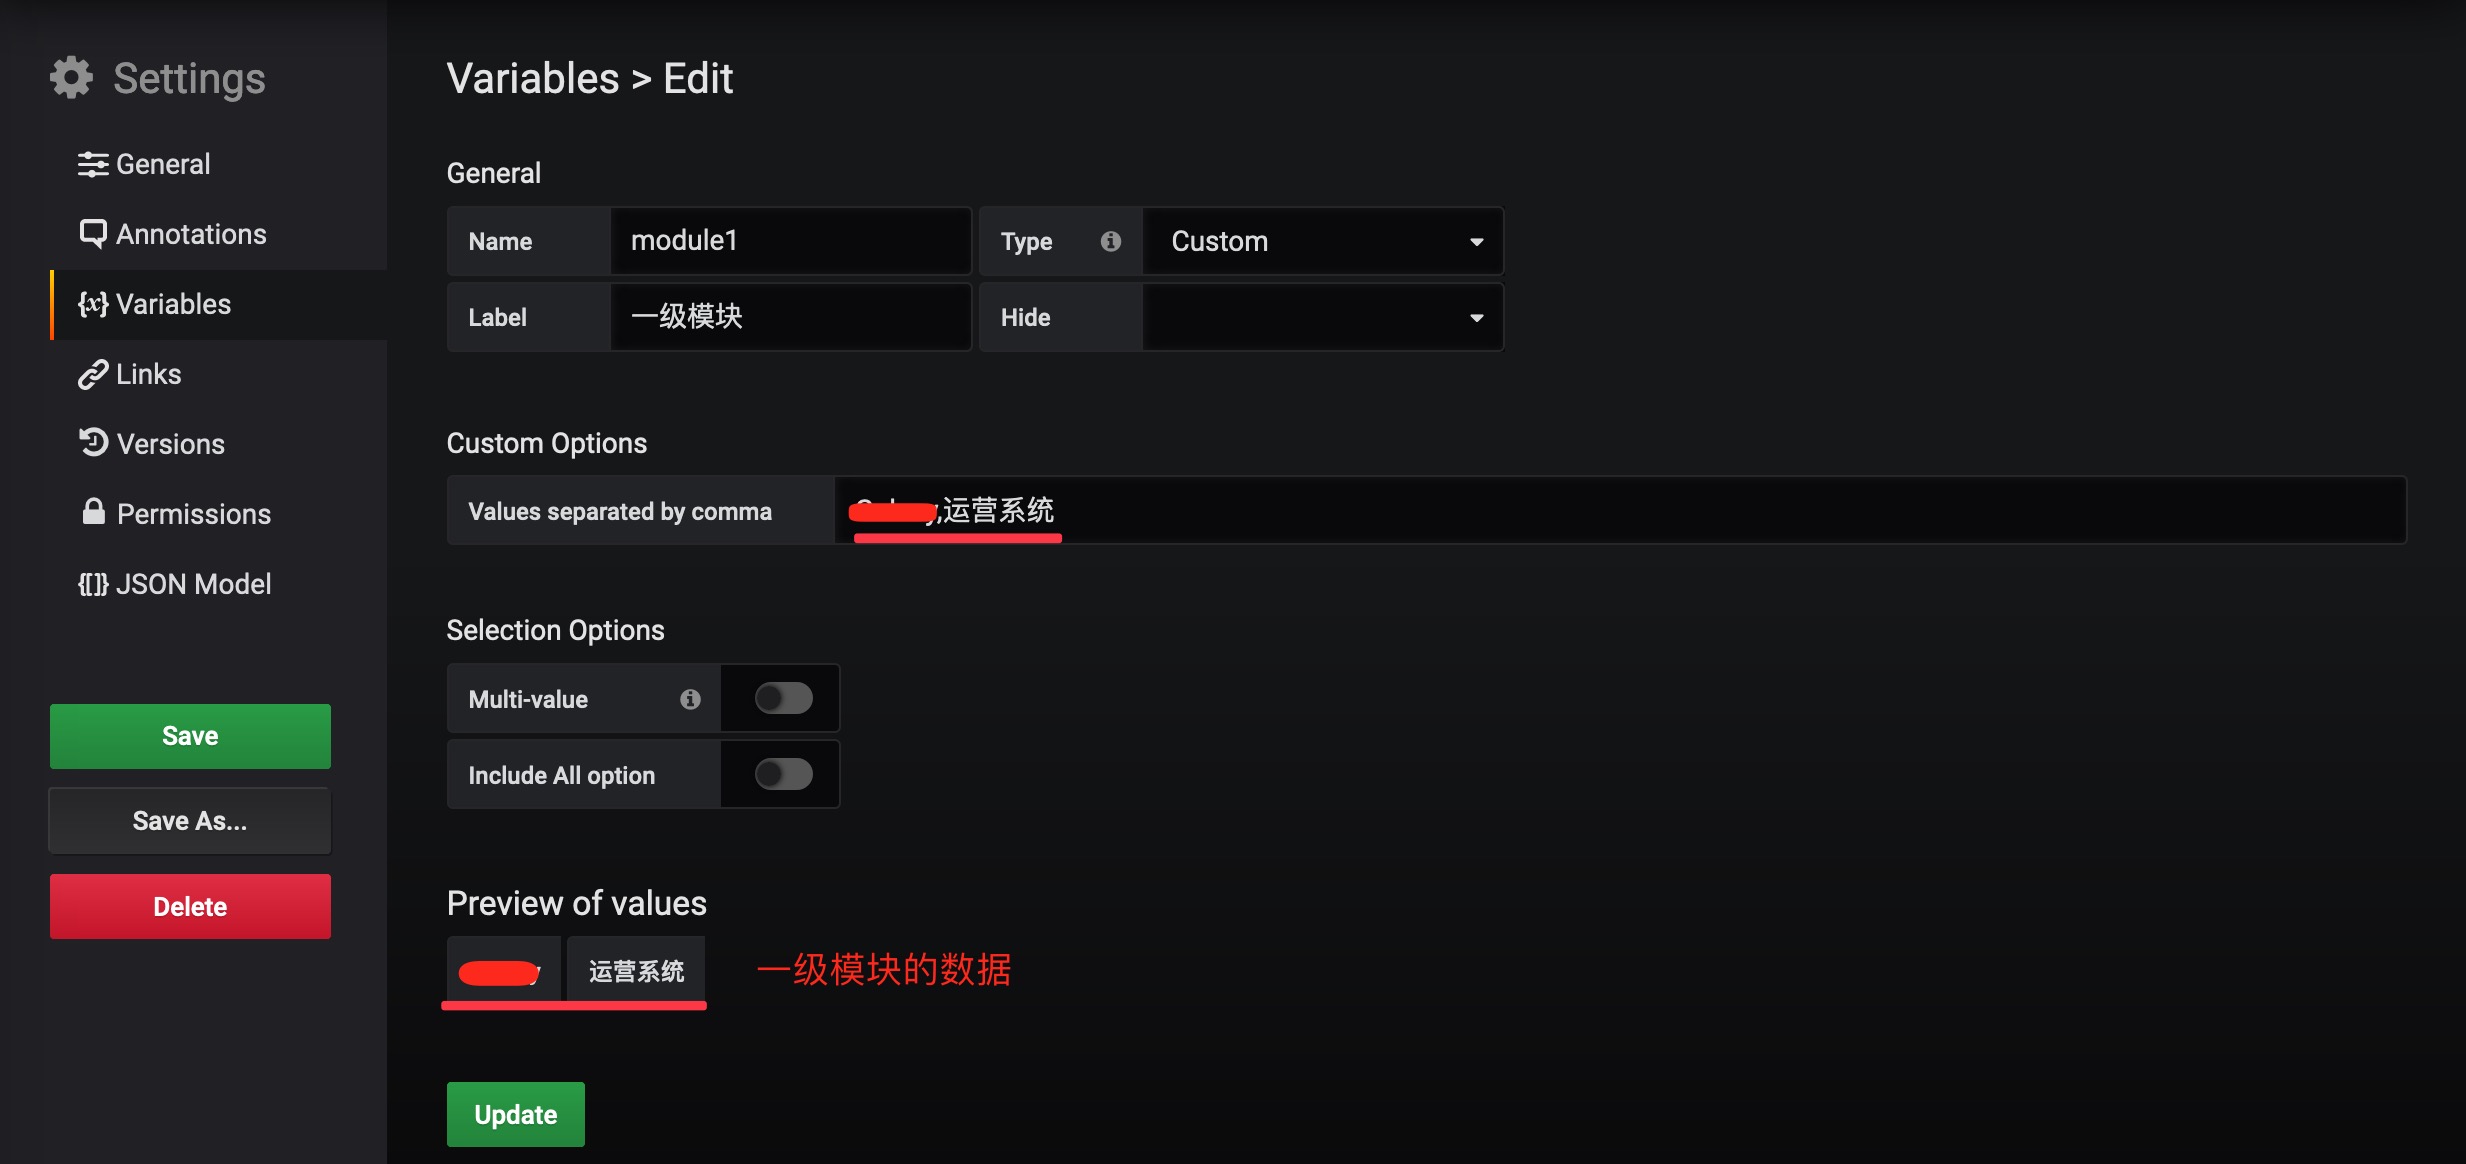 Settings
General
Annotations
Variables
Links
Versions
Permissions
JSON Model
Save
Save As...
Delete
Variables > Edit
General
Name module1 Type Custom
Label 一级模块 Hide
Custom Options
Values separated by comma ,运营系统
Selection Options
Multi-value
Include All option
Preview of values
运营系统 一级模块的数据
Update